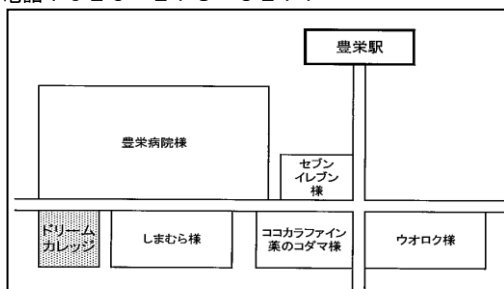 豊栄駅
豊栄病院様
セブン
イレブン
様
ドリーム
カレッジ
しまむら様
ココカラファイン
薬のコダマ様
ウオロク様